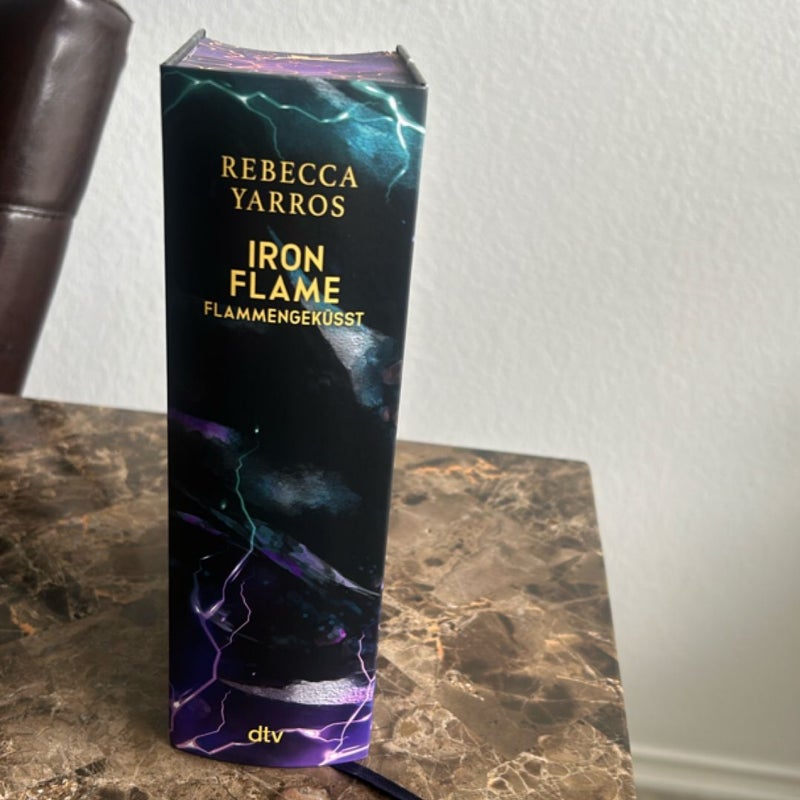 REBECCA
YARROS
IRON
FLAME
FLAMMENGEKÜSST
dtv